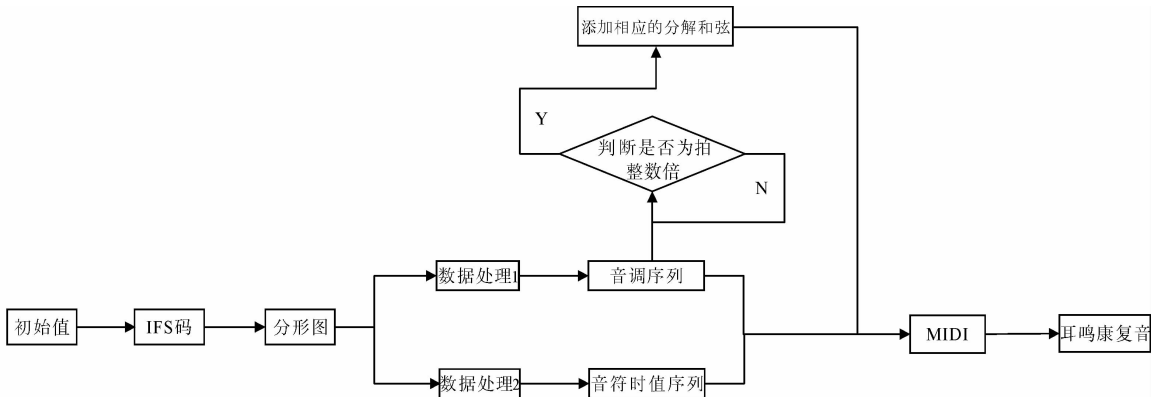 添加相应的分解和弦
Y
判断是否为拍
整数倍
N
数据处理1
音调序列
初始值
IFS码
分形图
MIDI
耳鸣康复音
数据处理2
音符时值序列